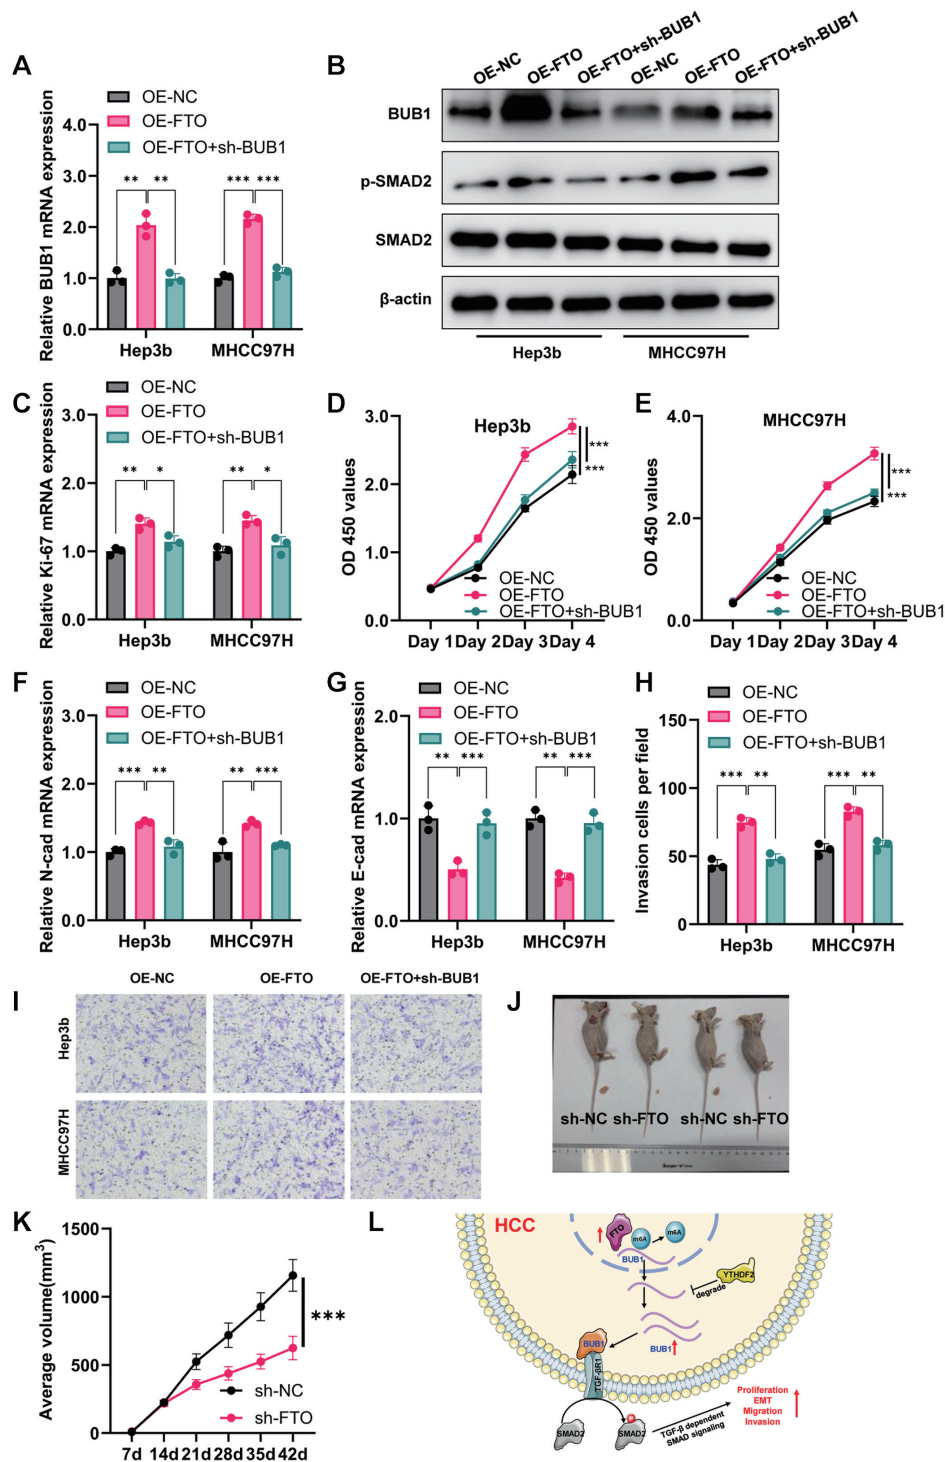 A
OE-NC
OE-FTO
OE-FTO+sh-BUB1
Relative BUB1 mRNA expression
4.0
3.0
2.0
1.0
0.0
** ** *** ***
Hep3b MHCC97H
B
OE-NC OE-FTO OE-FTO+sh-BUB1 OE-NC OE-FTO OE-FTO+sh-BUB1
BUB1
p-SMAD2
SMAD2
β-actin
Hep3b MHCC97H
C
OE-NC
OE-FTO
OE-FTO+sh-BUB1
Relative Ki-67 mRNA expression
3.0
2.0
1.0
0.0
** * ** *
Hep3b MHCC97H
D
Hep3b
OD 450 values
3.0
2.0
1.0
0.0
***
***
OE-NC
OE-FTO
OE-FTO+sh-BUB1
Day 1 Day 2 Day 3 Day 4
E
MHCC97H
OD 450 values
4.0
2.0
0.0
***
***
OE-NC
OE-FTO
OE-FTO+sh-BUB1
Day 1 Day 2 Day 3 Day 4
F
OE-NC
OE-FTO
OE-FTO+sh-BUB1
Relative N-cad mRNA expression
3.0
2.0
1.0
0.0
*** ** ** ***
Hep3b MHCC97H
G
OE-NC
OE-FTO
OE-FTO+sh-BUB1
Relative E-cad mRNA expression
2.0
1.0
0.0
** *** ** ***
Hep3b MHCC97H
H
OE-NC
OE-FTO
OE-FTO+sh-BUB1
Invasion cells per field
150
100
50
0
*** ** *** **
Hep3b MHCC97H
I
OE-NC OE-FTO OE-FTO+sh-BUB1
Hep3b
MHCC97H
J
sh-NC sh-FTO sh-NC sh-FTO
K
Average volume(mm³)
1500
1000
500
0
***
sh-NC
sh-FTO
7d 14d 21d 28d 35d 42d
L
HCC
FTO
m6A
m6A
BUB1
YTHDF2
degrade
BUB1
BUB1
TGF-βR1
SMAD2
P
SMAD2
TGF-β dependent
SMAD signaling
Proliferation
EMT
Migration
Invasion